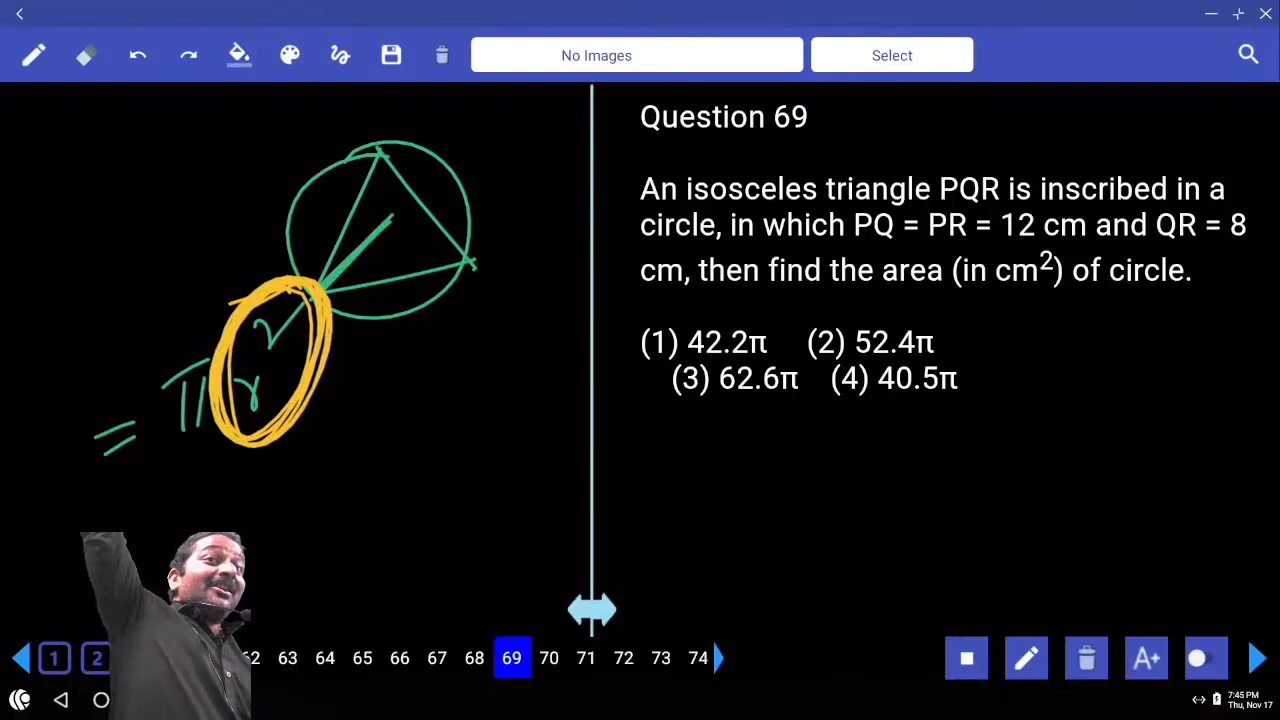 No Images
Select
Question 69
An isosceles triangle PQR is inscribed in a
circle, in which PQ = PR = 12 cm and QR = 8
cm, then find the area (in cm²) of circle.
(1) 42.2π (2) 52.4π
(3) 62.6π (4) 40.5π
= πr²
1 2 62 63 64 65 66 67 68 69 70 71 72 73 74
A+
7:45 PM
Thu, Nov 17